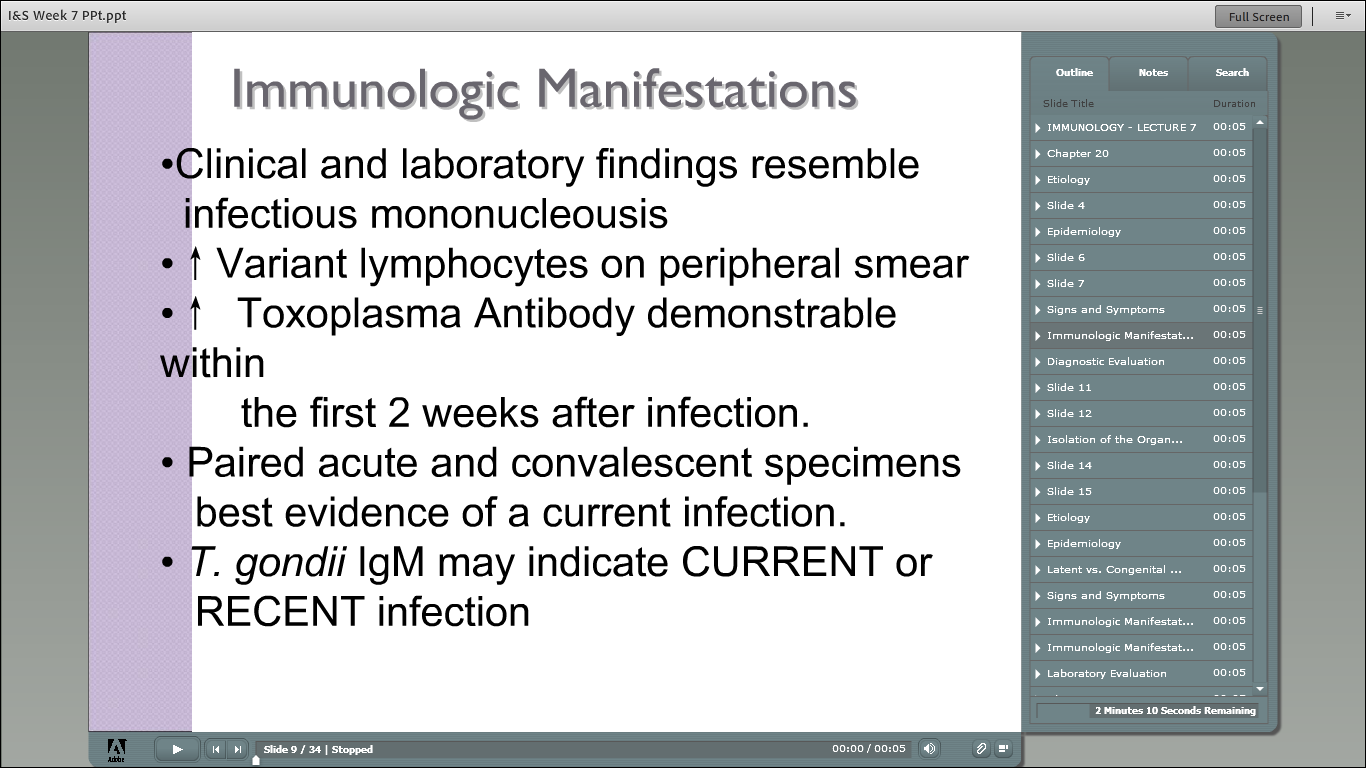 I&S Week 7 PPt.ppt
Full Screen
Immunologic Manifestations
•Clinical and laboratory findings resemble
infectious mononucleousis
• ↑ Variant lymphocytes on peripheral smear
• ↑ Toxoplasma Antibody demonstrable
within
the first 2 weeks after infection.
• Paired acute and convalescent specimens
best evidence of a current infection.
• T. gondii IgM may indicate CURRENT or
RECENT infection
Outline Notes Search
Slide Title Duration
IMMUNOLOGY - LECTURE 7 00:05
Chapter 20 00:05
Etiology 00:05
Slide 4 00:05
Epidemiology 00:05
Slide 6 00:05
Slide 7 00:05
Signs and Symptoms 00:05
Immunologic Manifestat... 00:05
Diagnostic Evaluation 00:05
Slide 11 00:05
Slide 12 00:05
Isolation of the Organ... 00:05
Slide 14 00:05
Slide 15 00:05
Etiology 00:05
Epidemiology 00:05
Latent vs. Congenital ... 00:05
Signs and Symptoms 00:05
Immunologic Manifestat... 00:05
Immunologic Manifestat... 00:05
Laboratory Evaluation 00:05
2 Minutes 10 Seconds Remaining
Adobe
Slide 9 / 34 | Stopped 00:00 / 00:05